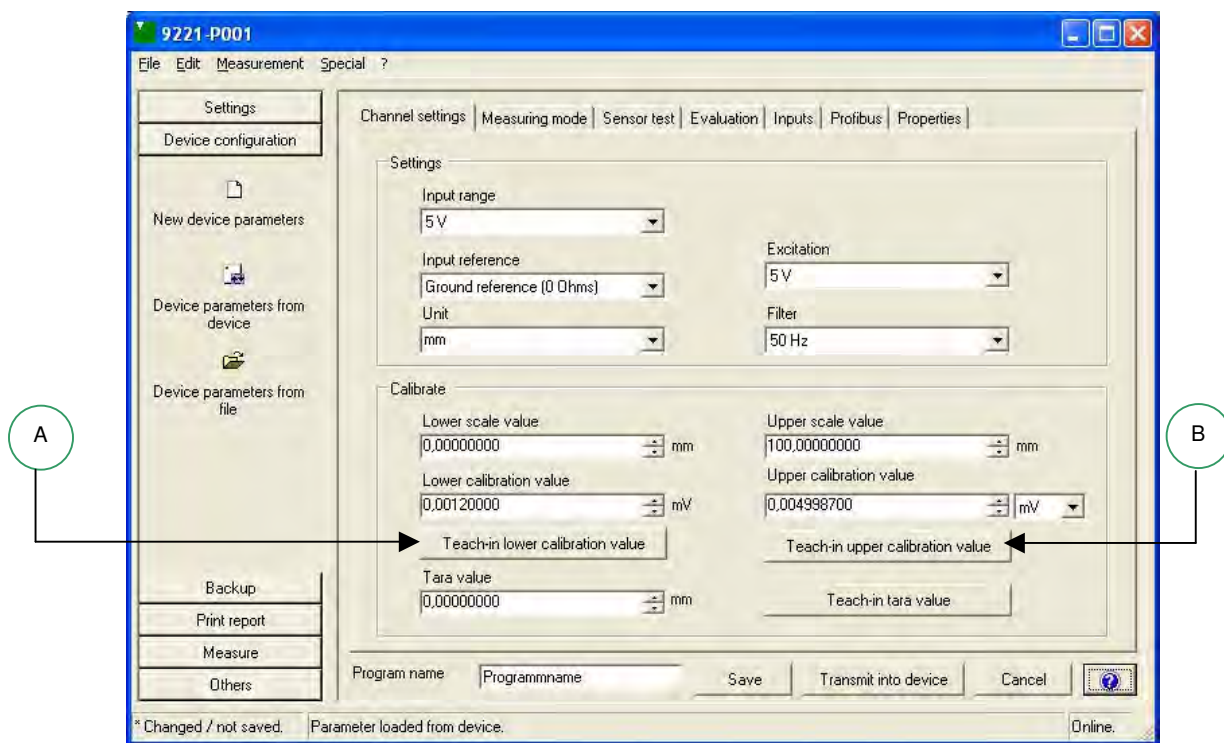 9221-P001
File Edit Measurement Special ?
Settings
Device configuration
New device parameters
Device parameters from
device
Device parameters from
file
Backup
Print report
Measure
Others
Channel settings Measuring mode Sensor test Evaluation Inputs Profibus Properties
Settings
Input range
5 V
Input reference
Ground reference (0 Ohms)
Excitation
5 V
Unit
mm
Filter
50 Hz
Calibrate
Lower scale value
0,00000000 mm
Upper scale value
100,00000000 mm
Lower calibration value
0,00120000 mV
Upper calibration value
0,004998700 mV
Teach-in lower calibration value
Teach-in upper calibration value
Tara value
0,00000000 mm
Teach-in tara value
A
B
Program name Programmname Save Transmit into device Cancel ?
* Changed / not saved. Parameter loaded from device. Online.